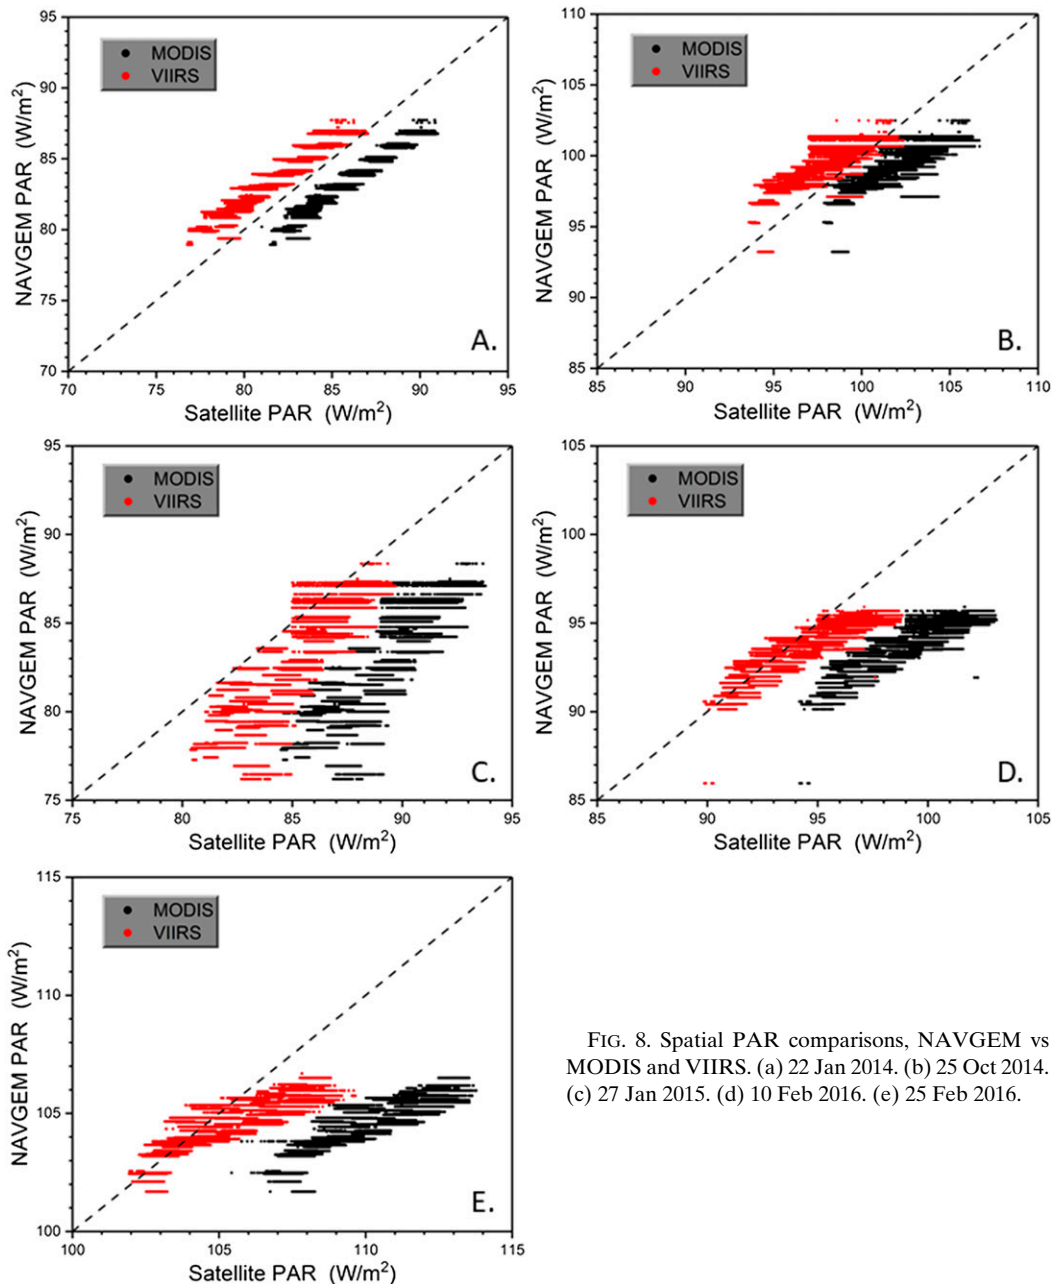 95
90
85
80
75
70
NAVGEM PAR (W/m²)
MODIS
VIIRS
A.
70 75 80 85 90 95
Satellite PAR (W/m²)
110
105
100
95
90
85
NAVGEM PAR (W/m²)
MODIS
VIIRS
B.
85 90 95 100 105 110
Satellite PAR (W/m²)
95
90
85
80
75
NAVGEM PAR (W/m²)
MODIS
VIIRS
C.
75 80 85 90 95
Satellite PAR (W/m²)
105
100
95
90
85
NAVGEM PAR (W/m²)
MODIS
VIIRS
D.
85 90 95 100 105
Satellite PAR (W/m²)
115
110
105
100
NAVGEM PAR (W/m²)
MODIS
VIIRS
E.
100 105 110 115
Satellite PAR (W/m²)
FIG. 8. Spatial PAR comparisons, NAVGEM vs
MODIS and VIIRS. (a) 22 Jan 2014. (b) 25 Oct 2014.
(c) 27 Jan 2015. (d) 10 Feb 2016. (e) 25 Feb 2016.